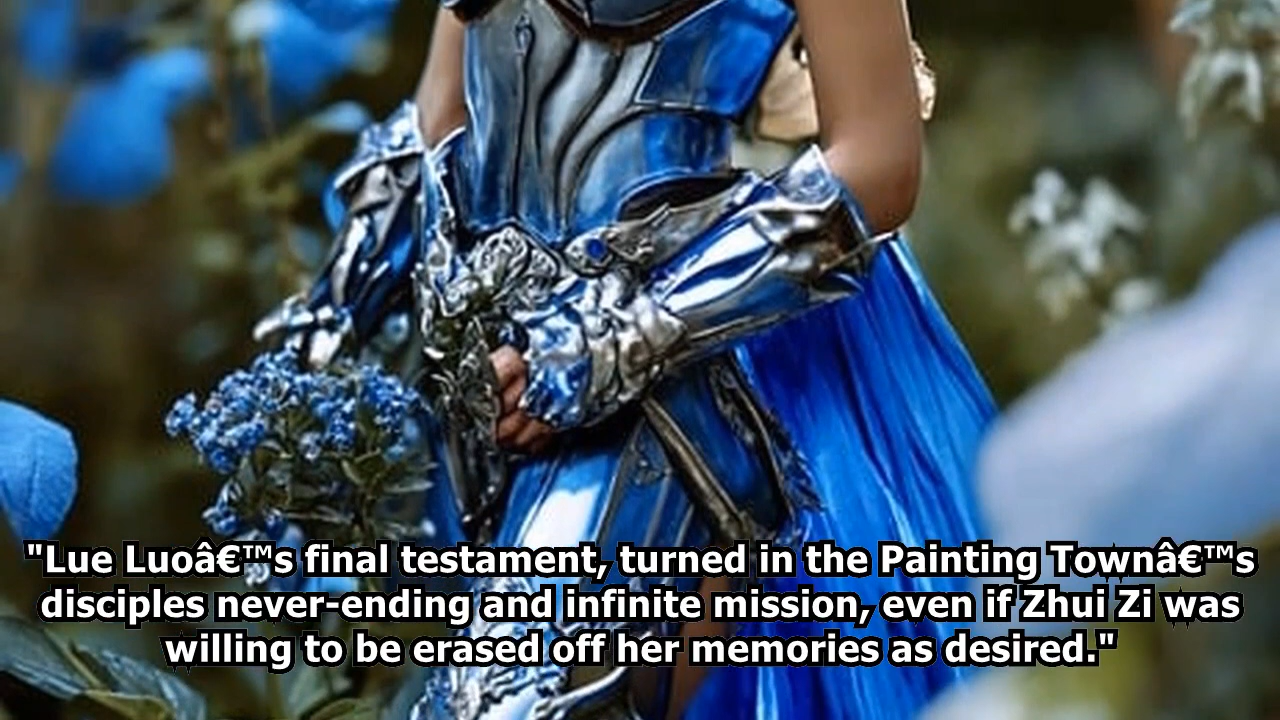 "Lue Luoâ€™s final testament, turned in the Painting Townâ€™s
disciples never-ending and infinite mission, even if Zhui Zi was
willing to be erased off her memories as desired."